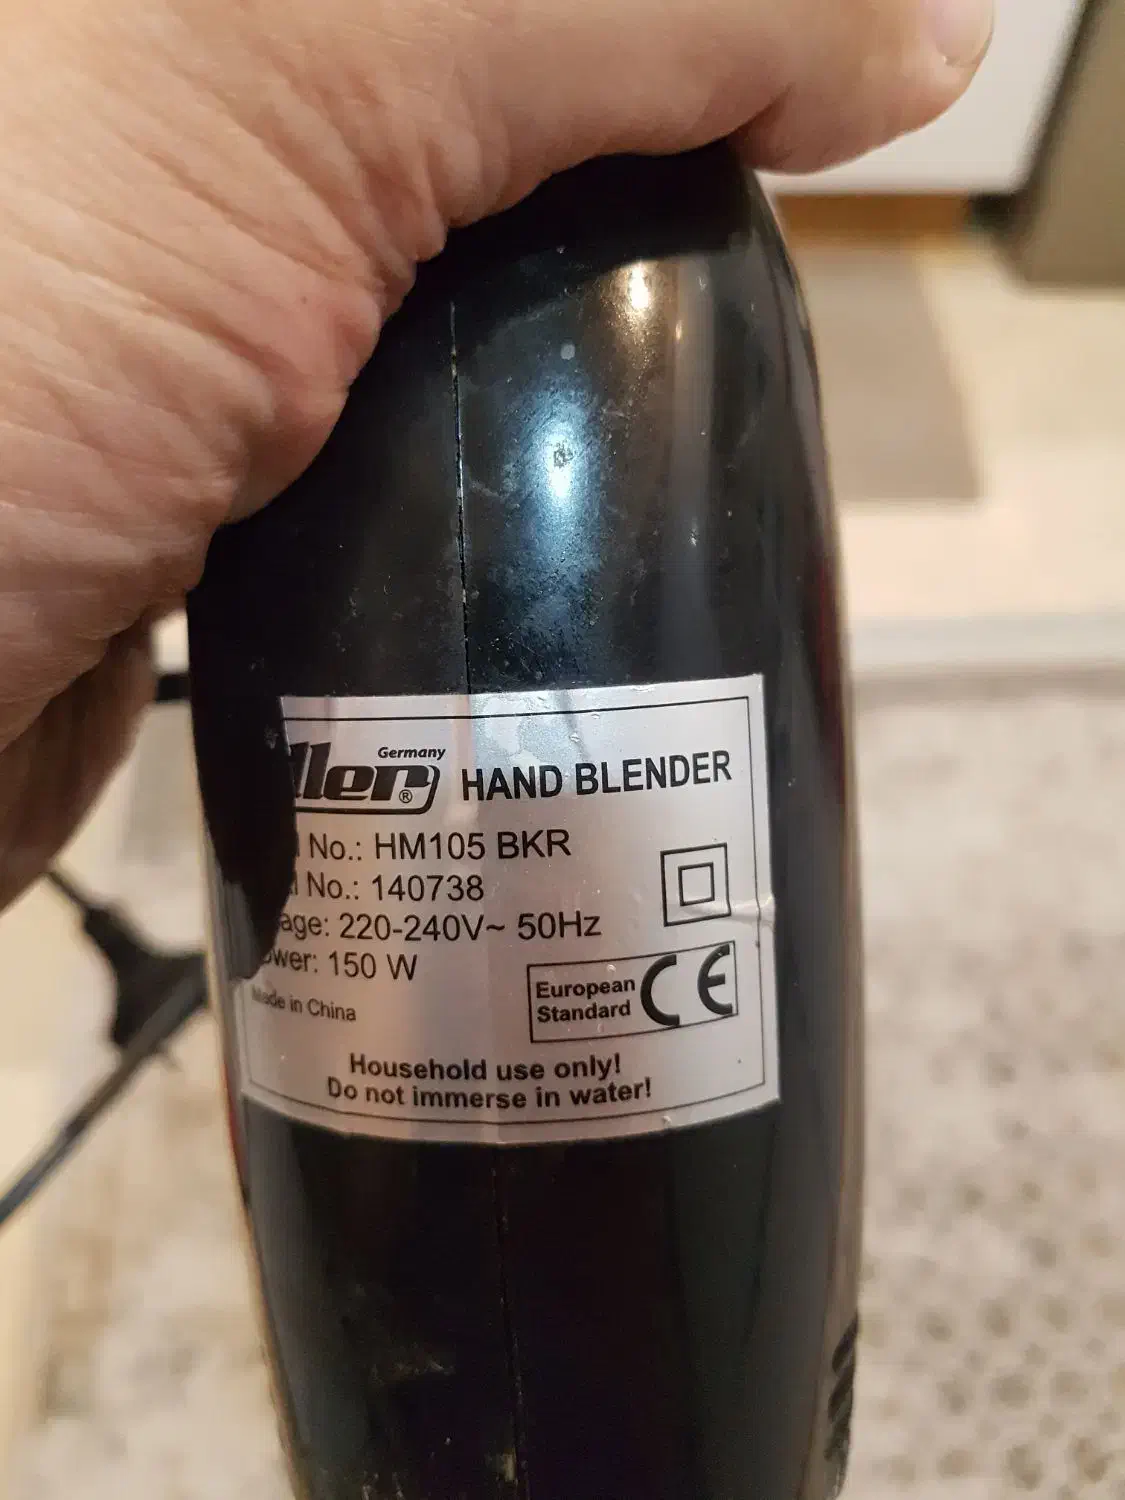 Germany
ller® HAND BLENDER
l No.: HM105 BKR
l No.: 140738
age: 220-240V~ 50Hz
ower: 150 W
Made in China
European
Standard CE
Household use only!
Do not immerse in water!